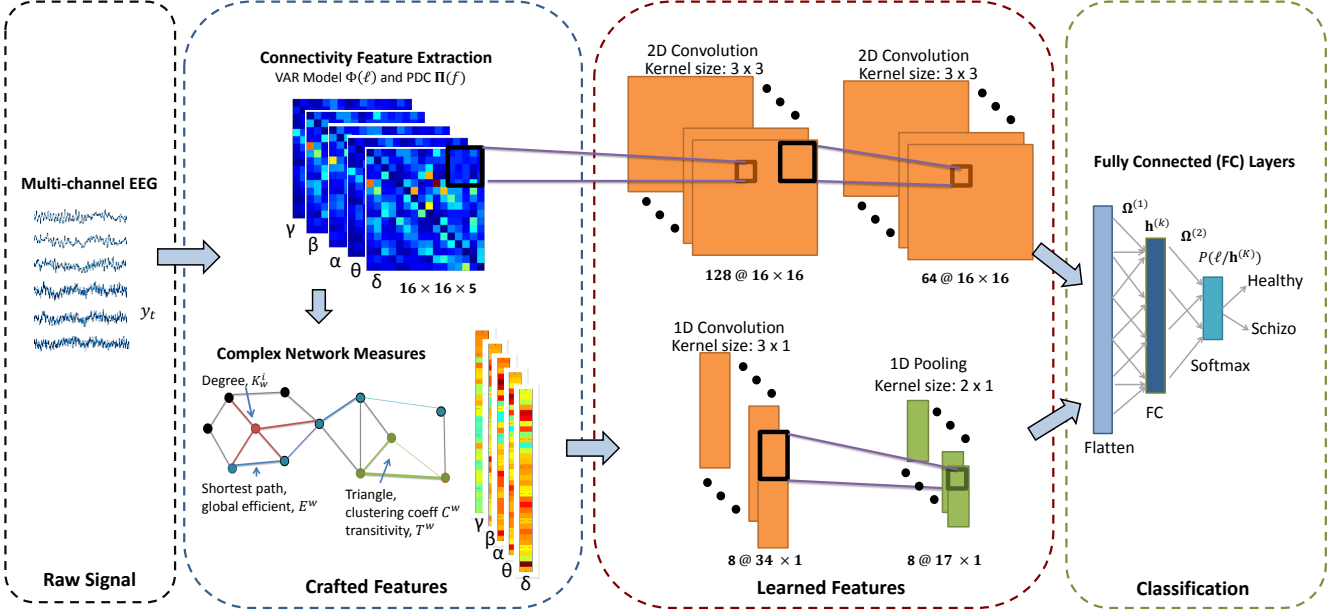 Multi-channel EEG
y_t
Raw Signal
Connectivity Feature Extraction
VAR Model Φ(ℓ) and PDC Π(f)
γ
β
α
θ
δ
16 × 16 × 5
Complex Network Measures
Degree, K_w^i
Shortest path,
global efficient, E^w
Triangle,
clustering coeff C^w
transitivity, T^w
γ
β
α
θ
δ
Crafted Features
2D Convolution
Kernel size: 3 x 3
128 @ 16 × 16
2D Convolution
Kernel size: 3 x 3
64 @ 16 × 16
1D Convolution
Kernel size: 3 x 1
8 @ 34 × 1
1D Pooling
Kernel size: 2 x 1
8 @ 17 × 1
Learned Features
Fully Connected (FC) Layers
Ω^(1)
h^(k)
Ω^(2)
P(ℓ/h^(K))
Healthy
Schizo
Softmax
FC
Flatten
Classification